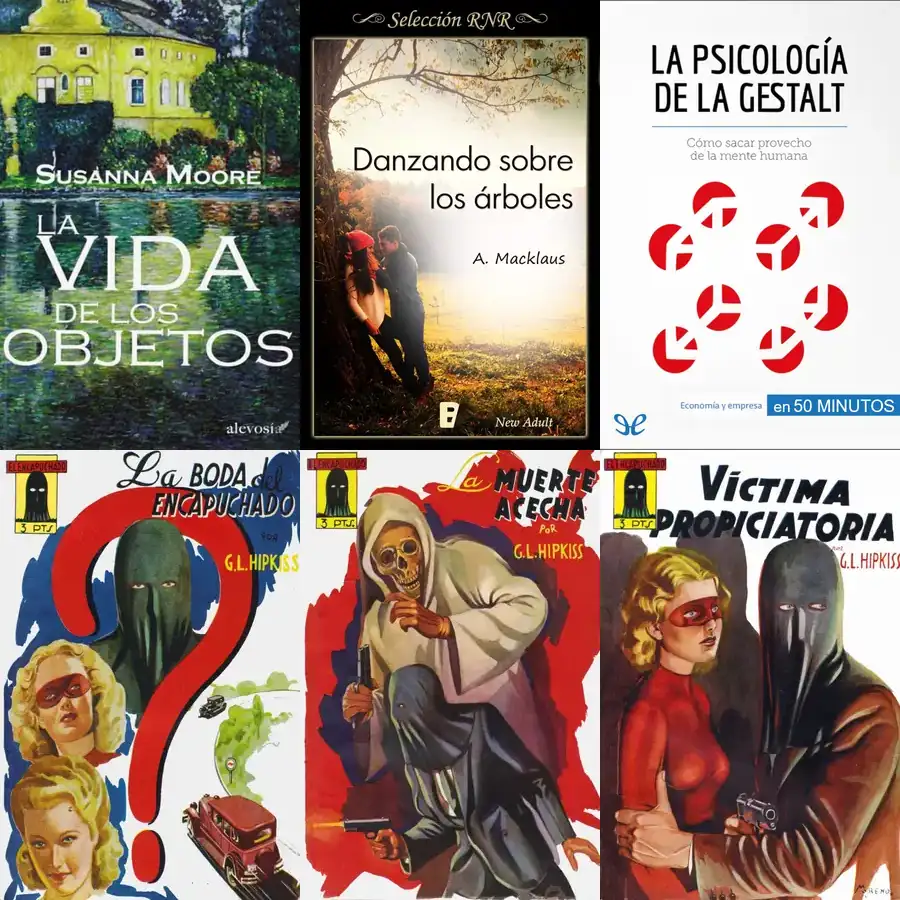 SUSANNA MOORE
LA
VIDA
DE LOS
OBJETOS
alevosía
Selección RNR
Danzando sobre
los árboles
A. Macklaus
B
New Adult
LA PSICOLOGÍA
DE LA GESTALT
Cómo sacar provecho
de la mente humana
Economía y empresa
en 50 MINUTOS
EL ENCAPUCHADO
3 PTS
La BODA del
ENCAPUCHADO
POR
G.L.HIPKISS
EL ENCAPUCHADO
3 PTS
La MUERTE
ACECHA
POR
G.L.HIPKISS
EL ENCAPUCHADO
3 PTS
VÍCTIMA
PROPICIATORIA
POR
G.L.HIPKISS
MORENO